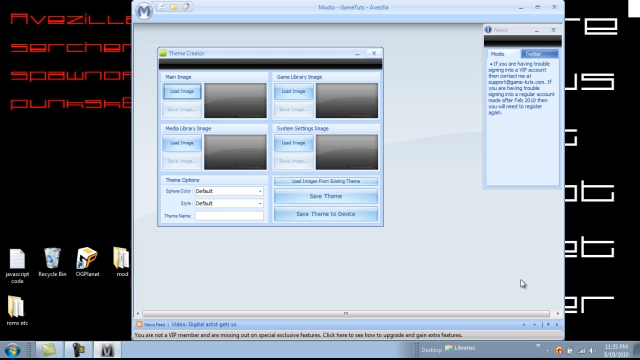 Avezilla
sercher
spawnor
punksk
Modio - GameTuts - Avepilla
Theme Creator
Main Image
Load Image
Save Image
Game Library Image
Load Image
Save Image
Media Library Image
Load Image
Save Image
System Settings Image
Load Image
Save Image
Theme Options
Sphere Color: Default
Style: Default
Theme Name:
Load Images From Existing Theme
Save Theme
Save Theme to Device
News
Modio
Twitter
• If you are having trouble
signing into a VIP account
then contact me at
support@game-tuts.com. If
you are having trouble
signing into a regular account
made after Feb 2010 then
you will need to register
again.
javascript
code
Recycle Bin
OGPlanet
mod
roms etc
News Feed
Video: Digital artist gets so
You are not a VIP member and are missing out on special exclusive features. Click here to see how to upgrade and gain extra features.
Desktop
Libraries
11:35 PM
8/19/2010